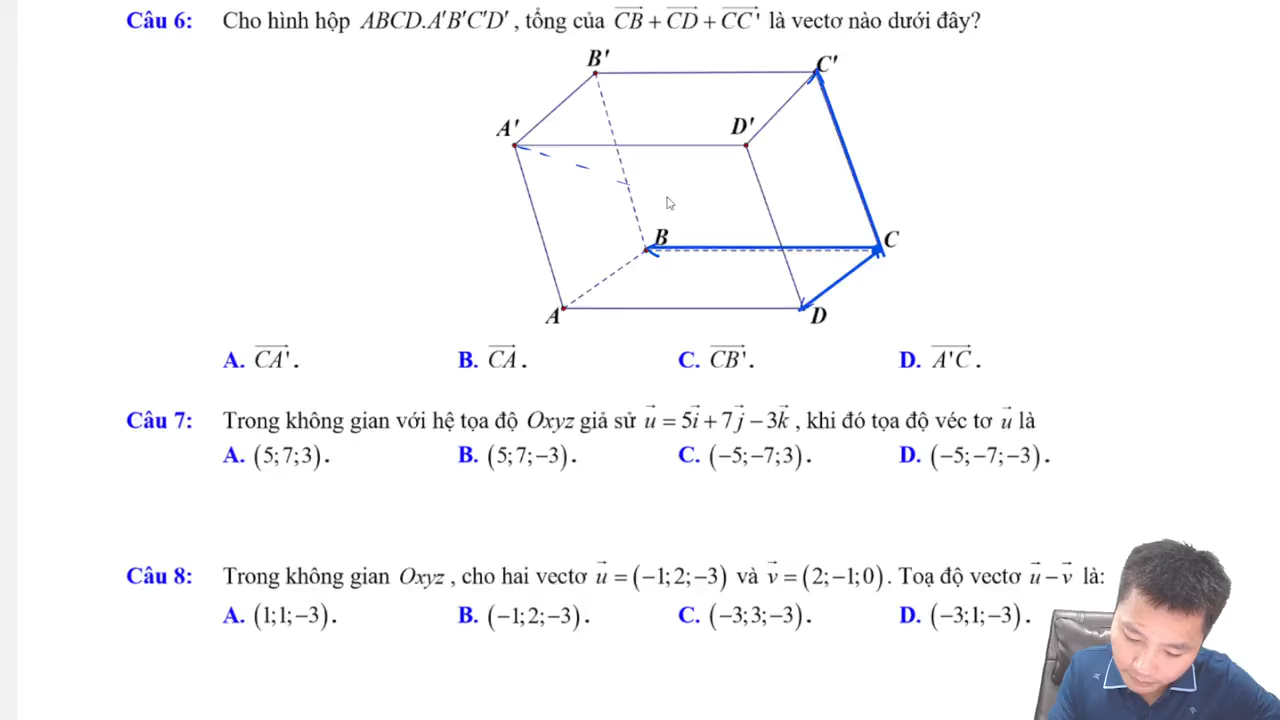 Câu 6: Cho hình hộp ABCD.A'B'C'D', tổng của $\overrightarrow{CB}+\overrightarrow{CD}+\overrightarrow{CC'}$ là vectơ nào dưới đây?
B' C'
A' D'
B C
A D
A. $\overrightarrow{CA'}$. B. $\overrightarrow{CA}$. C. $\overrightarrow{CB'}$. D. $\overrightarrow{A'C}$.
Câu 7: Trong không gian với hệ tọa độ Oxyz giả sử $\vec{u}=5\vec{i}+7\vec{j}-3\vec{k}$, khi đó tọa độ véc tơ $\vec{u}$ là
A. (5;7;3). B. (5;7;−3). C. (−5;−7;3). D. (−5;−7;−3).
Câu 8: Trong không gian Oxyz, cho hai vectơ $\vec{u}=(-1;2;-3)$ và $\vec{v}=(2;-1;0)$. Toạ độ vectơ $\vec{u}-\vec{v}$ là:
A. (1;1;−3). B. (−1;2;−3). C. (−3;3;−3). D. (−3;1;−3).